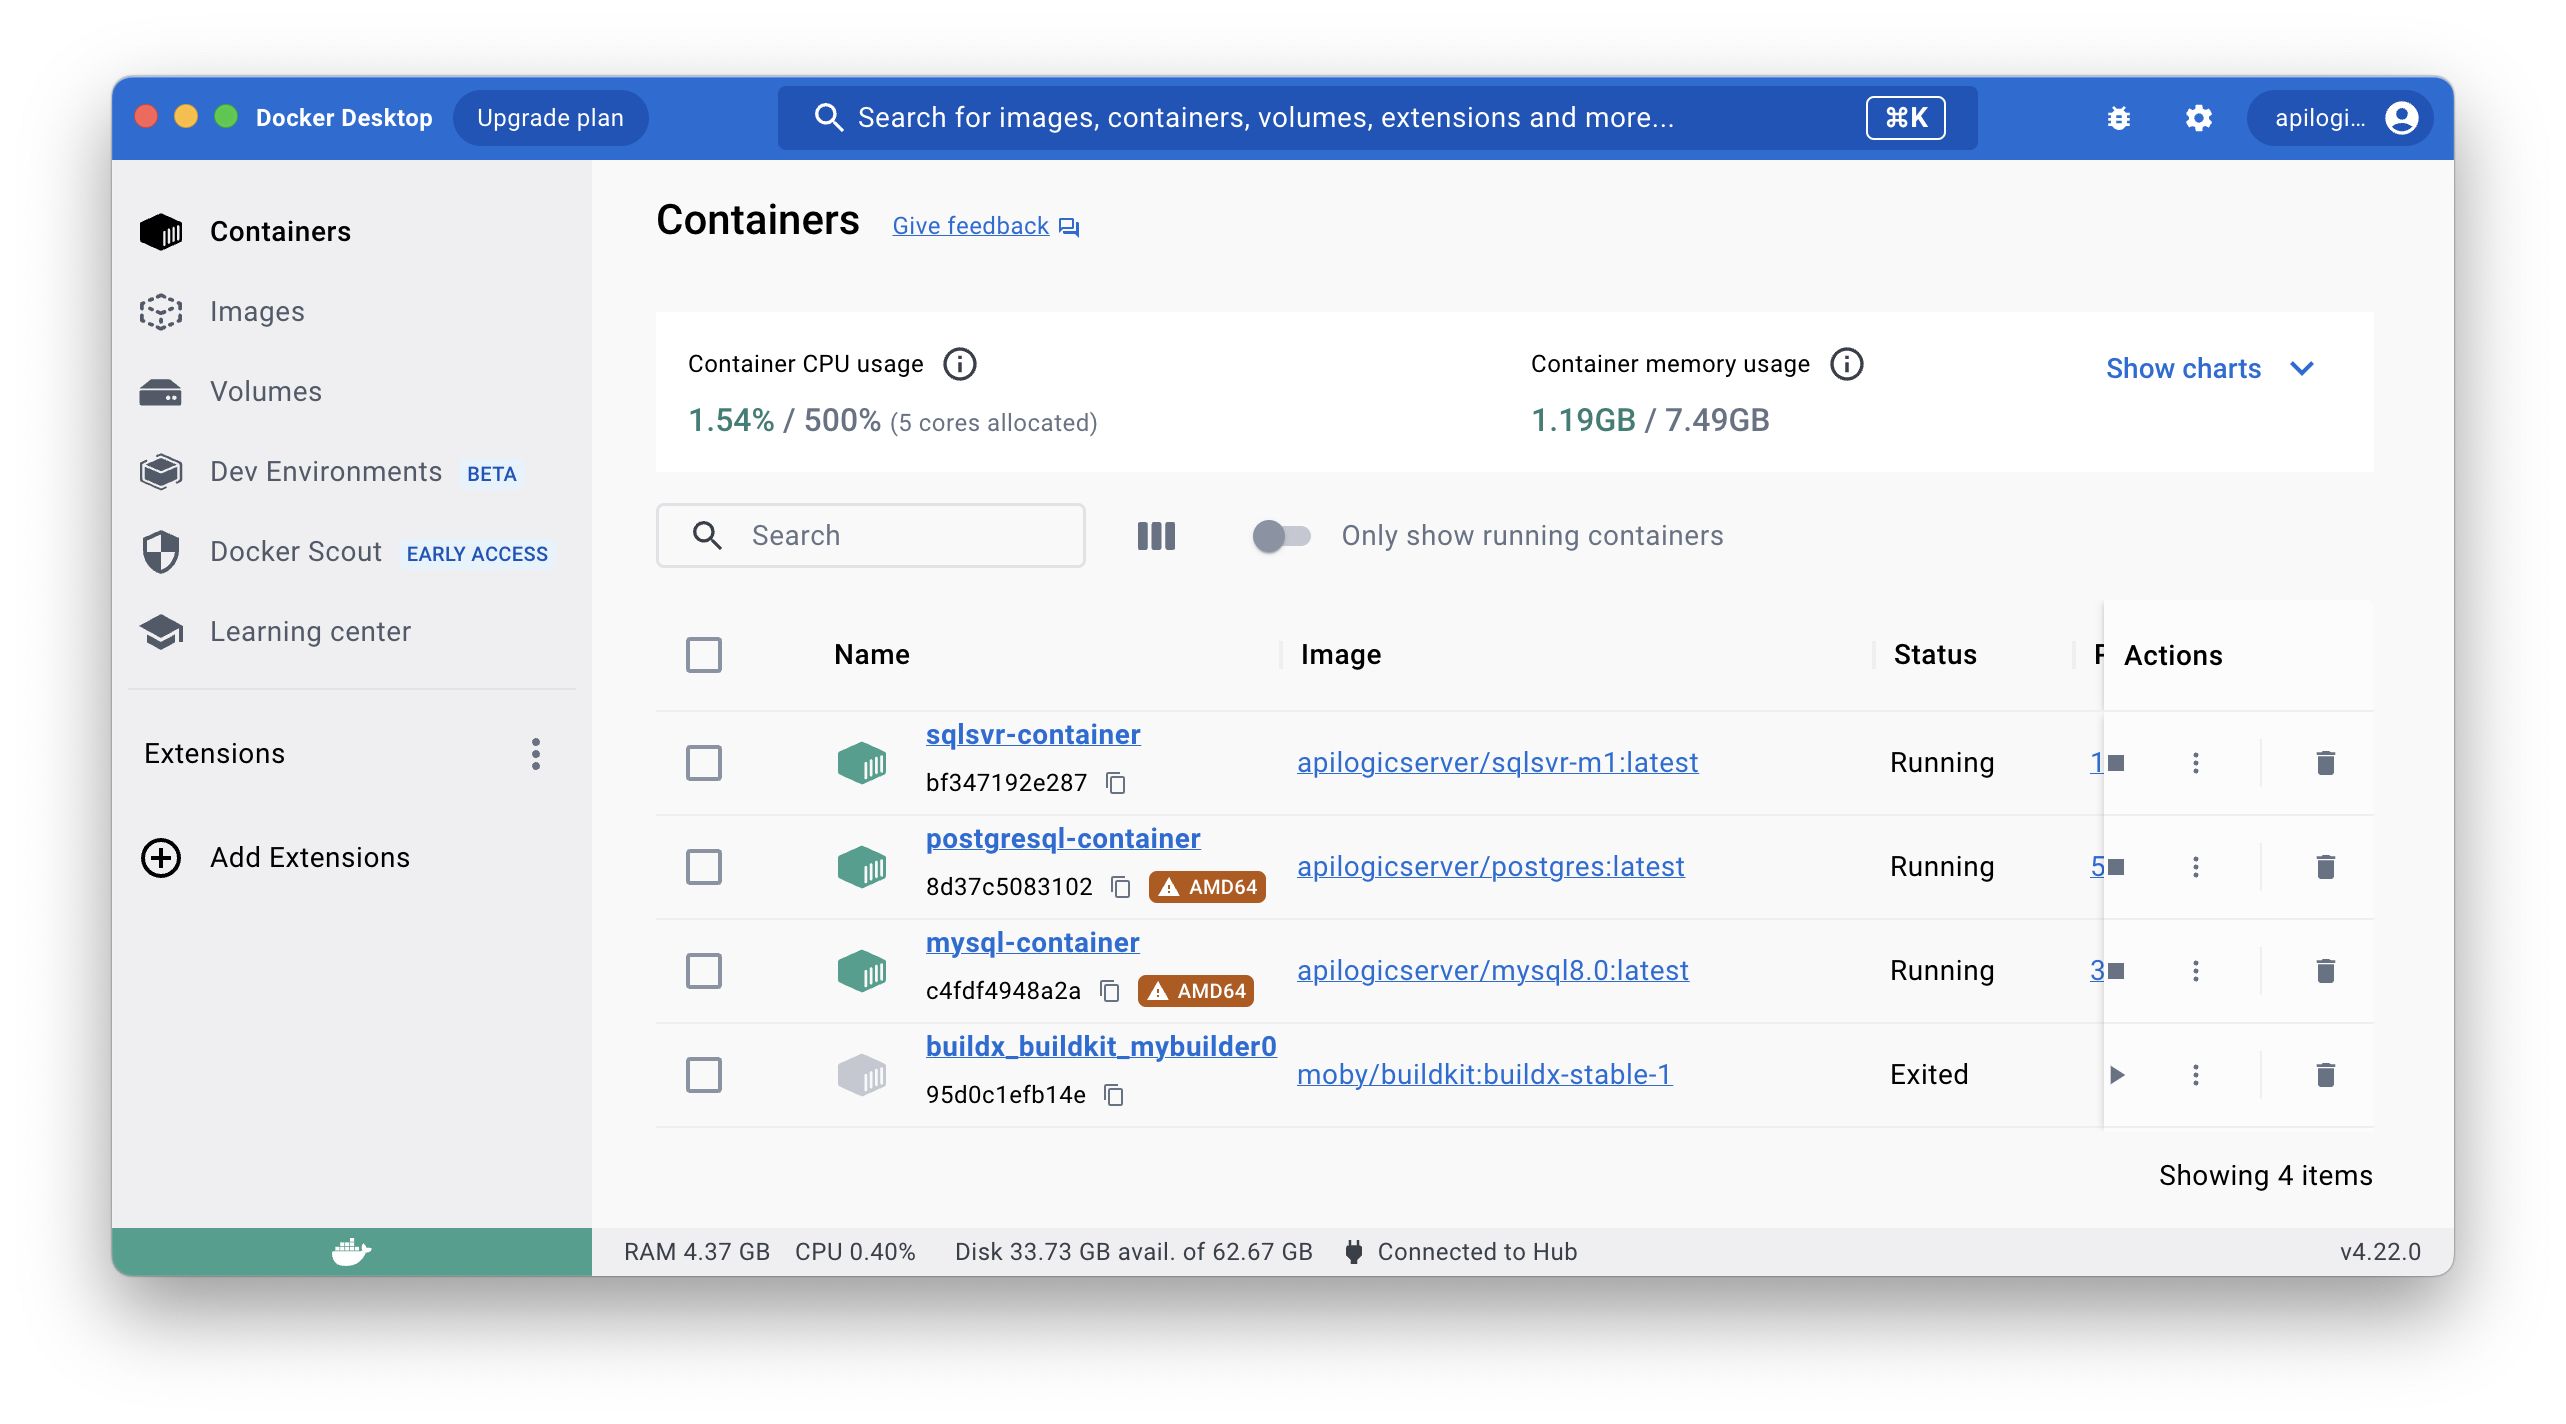 Docker Desktop
Upgrade plan
Search for images, containers, volumes, extensions and more...
⌘K
apilogi...
Containers
Images
Volumes
Dev Environments BETA
Docker Scout EARLY ACCESS
Learning center
Extensions
Add Extensions
Containers
Give feedback
Container CPU usage
1.54% / 500% (5 cores allocated)
Container memory usage
1.19GB / 7.49GB
Show charts
Search
Only show running containers
Name Image Status Actions
sqlsvr-container
bf347192e287
apilogicserver/sqlsvr-m1:latest
Running
1
postgresql-container
8d37c5083102
AMD64
apilogicserver/postgres:latest
Running
5
mysql-container
c4fdf4948a2a
AMD64
apilogicserver/mysql8.0:latest
Running
3
buildx_buildkit_mybuilder0
95d0c1efb14e
moby/buildkit:buildx-stable-1
Exited
Showing 4 items
RAM 4.37 GB CPU 0.40% Disk 33.73 GB avail. of 62.67 GB Connected to Hub
v4.22.0